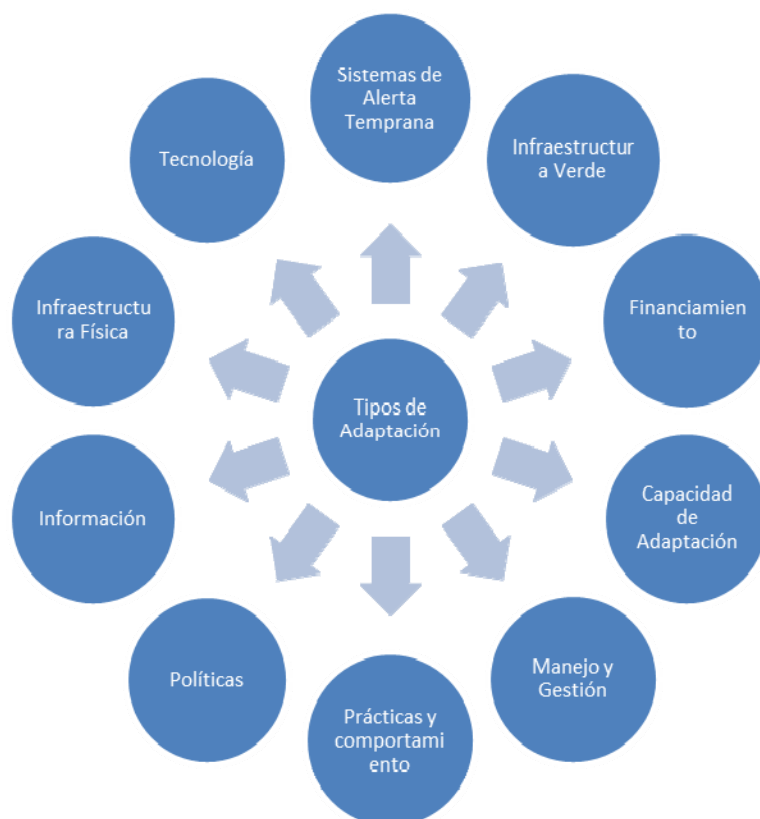 Sistemas de
Alerta
Temprana
Infraestructur
a Verde
Financiamien
to
Capacidad
de
Adaptación
Manejo y
Gestión
Prácticas y
comportami
ento
Políticas
Información
Infraestructu
ra Física
Tecnología
Tipos de
Adaptación